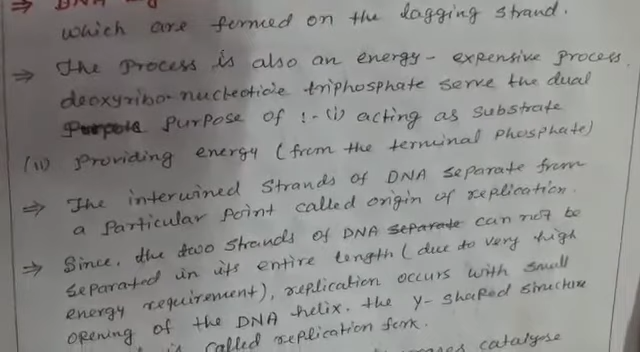 ⇒ DNA
which are formed on the lagging strand.
⇒ The process is also an energy - expensive process.
deoxyribo nucleotide triphosphate serve the dual
purpose of :- (i) acting as substrate
(ii) Providing energy (from the terminal phosphate)
⇒ The interwined strands of DNA separate from
a particular point called origin of replication.
⇒ Since, the two strands of DNA separate can not be
separated in its entire length (due to very high
energy requirement), replication occurs with small
opening of the DNA helix. the Y- shaped structure
called replication fork.
catalyse